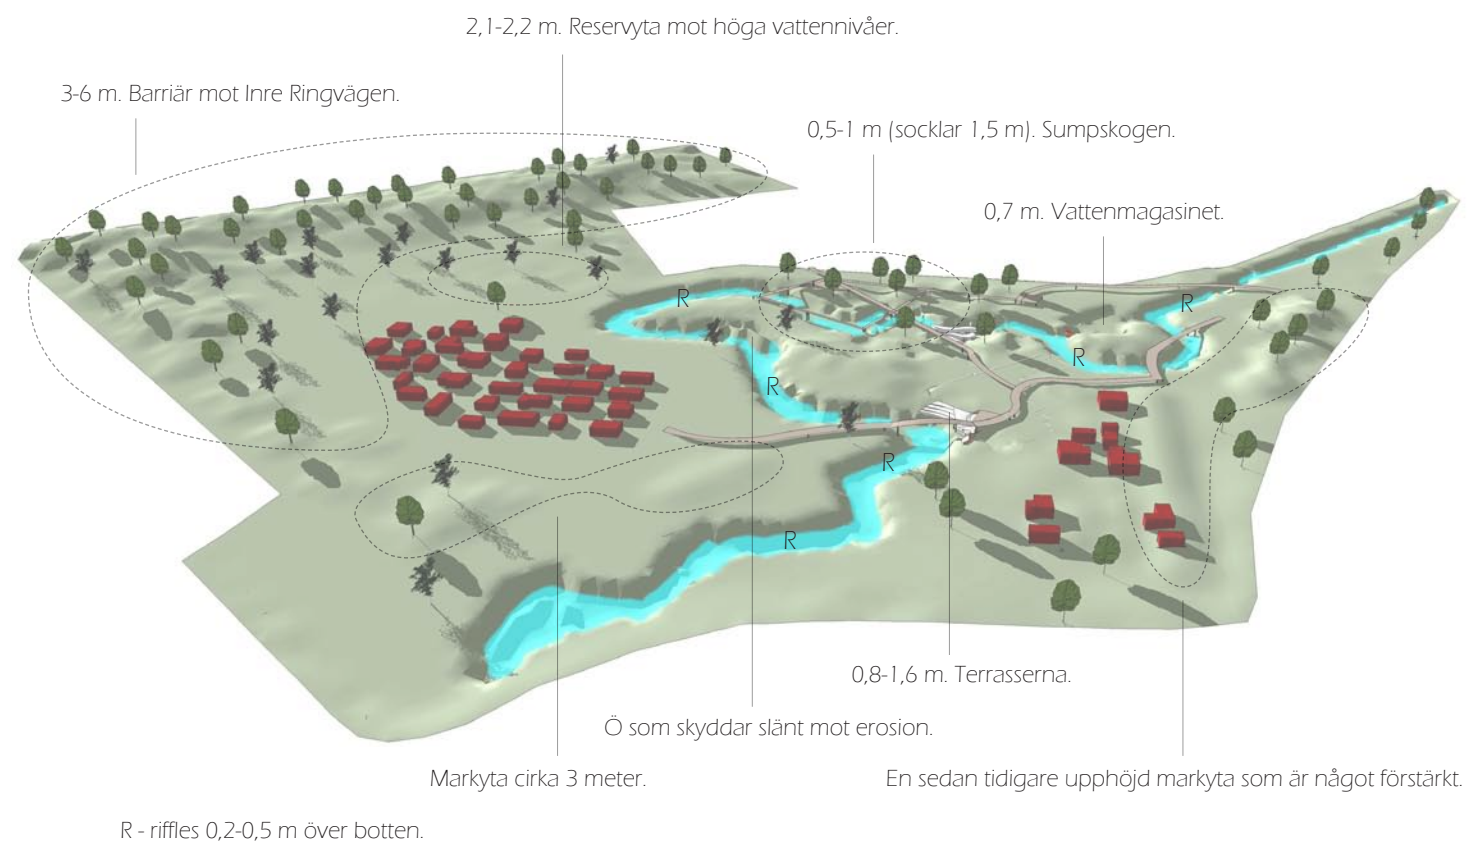 2,1-2,2 m. Reservyta mot höga vattennivåer.
3-6 m. Barriär mot Inre Ringvägen.
0,5-1 m (socklar 1,5 m). Sumpskogen.
0,7 m. Vattenmagasinet.
R
R
R
R
R
R
0,8-1,6 m. Terrasserna.
Ö som skyddar slänt mot erosion.
Markyta cirka 3 meter.
En sedan tidigare upphöjd markyta som är något förstärkt.
R - riffles 0,2-0,5 m över botten.